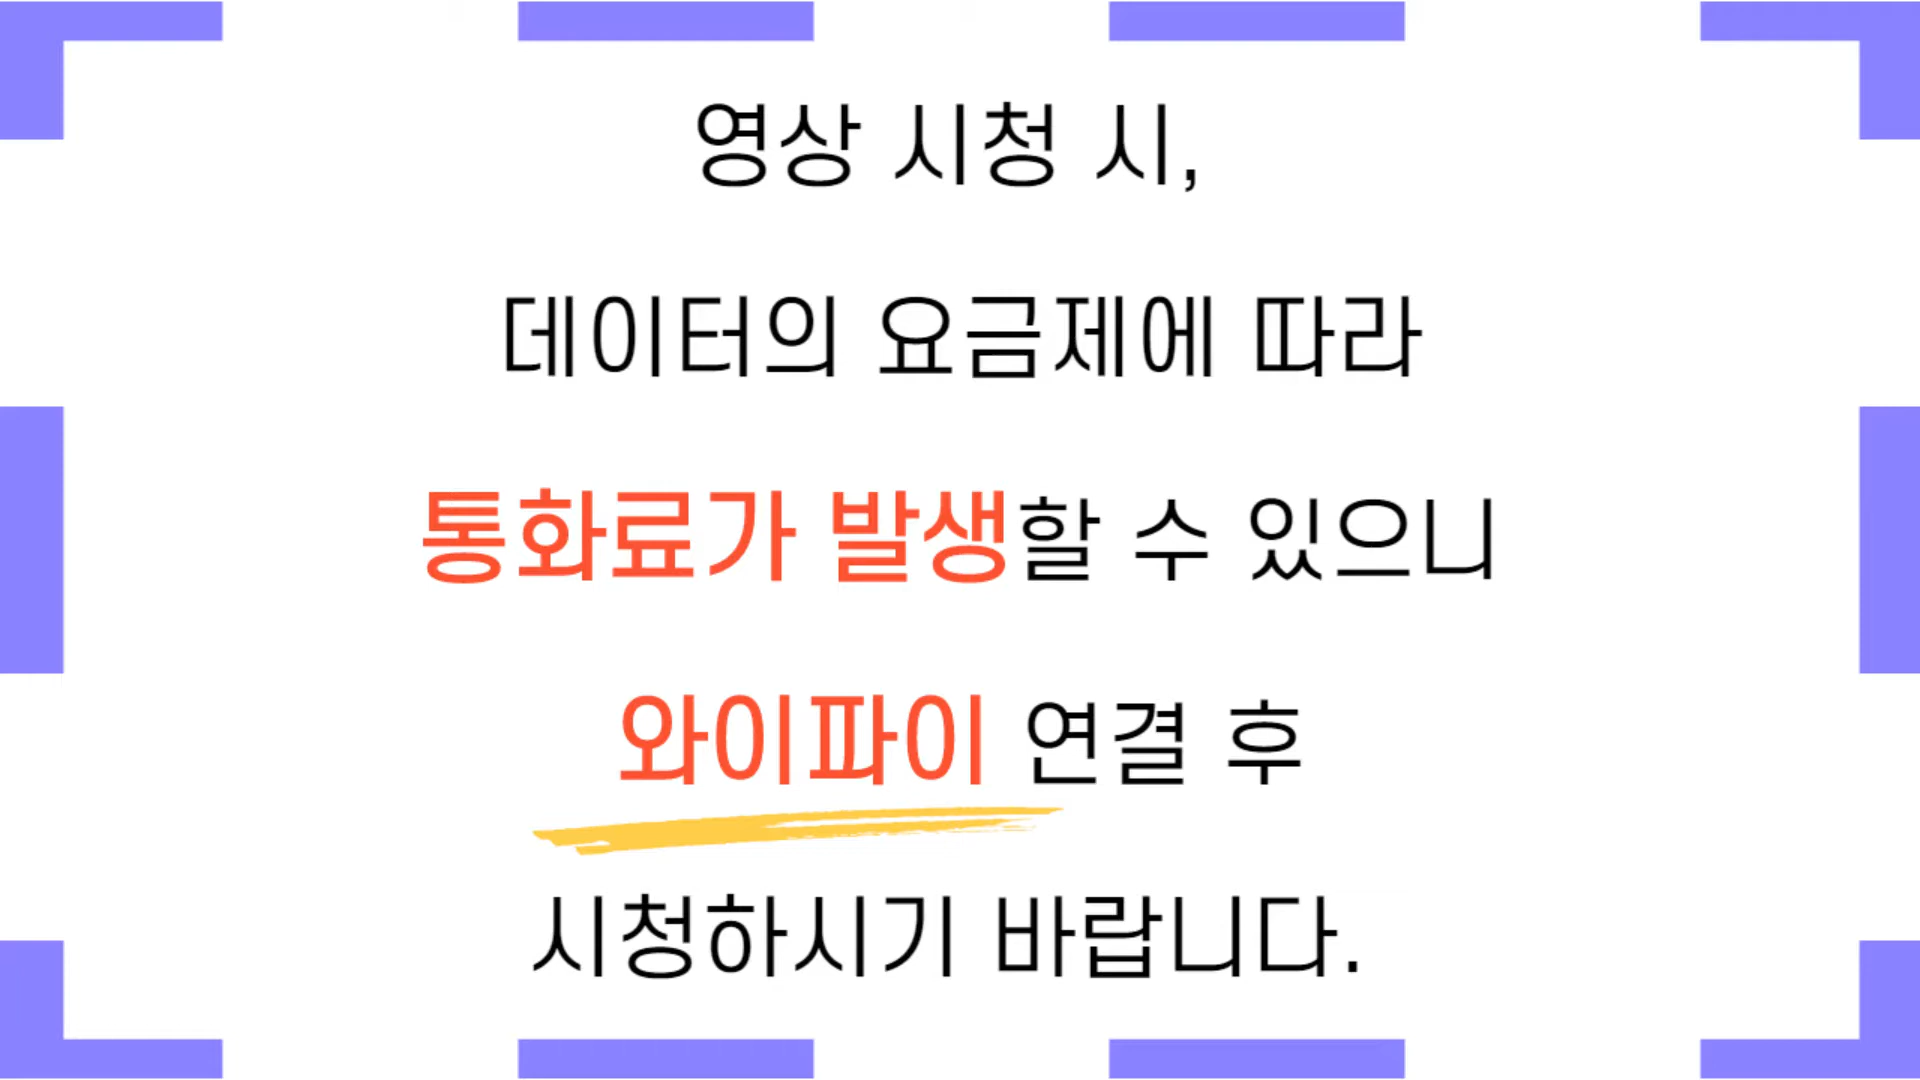 영상 시청 시,
데이터의 요금제에 따라
통화료가 발생할 수 있으니
와이파이 연결 후
시청하시기 바랍니다.